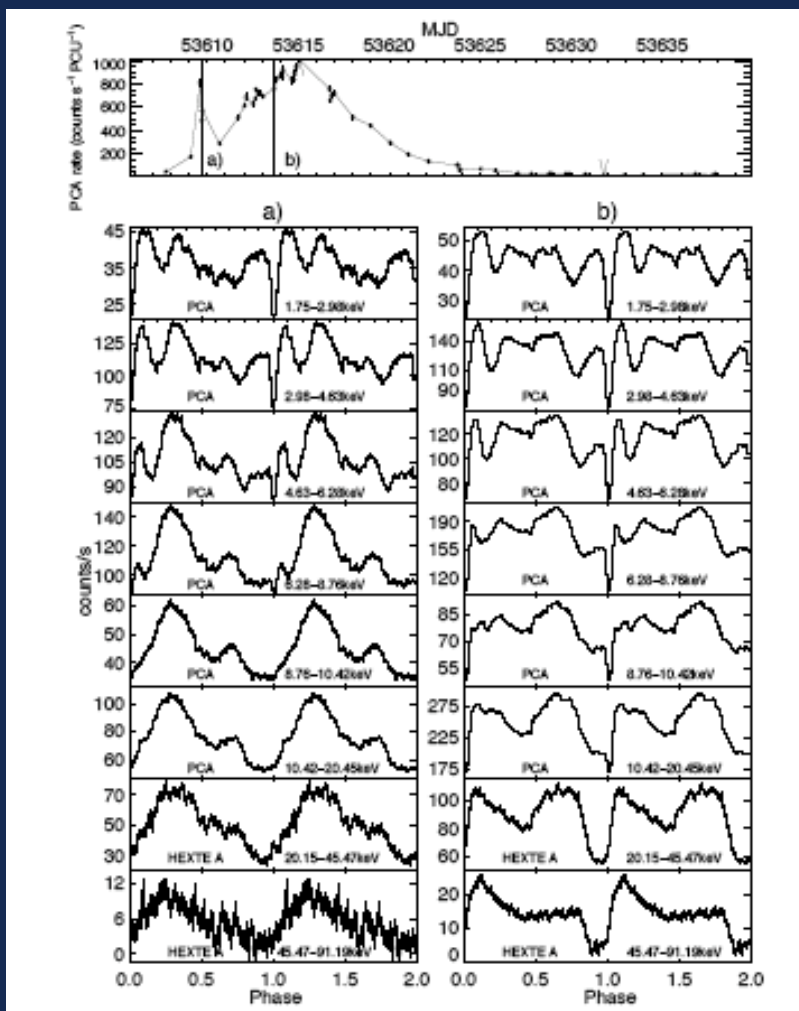 MJD
53610 53615 53620 53625 53630 53635
PCA rate (counts s⁻¹ PCU⁻¹)
1000
800
600
400
200
a) b)
a)
45
35
25
PCA 1.75-2.98keV
125
100
75
PCA 2.98-4.63keV
120
105
90
PCA 4.63-6.28keV
140
120
100
PCA 6.28-8.76keV
60
50
40
PCA 8.76-10.42keV
100
80
60
PCA 10.42-20.45keV
70
50
30
HEXTE A 20.15-45.47keV
12
6
0
HEXTE A 45.47-91.19keV
0.0 0.5 1.0 1.5 2.0
Phase
counts/s
b)
50
40
30
PCA 1.75-2.98keV
140
110
90
PCA 2.98-4.63keV
120
100
80
PCA 4.63-6.28keV
190
155
120
PCA 6.28-8.76keV
85
70
55
PCA 8.76-10.42keV
275
225
175
PCA 10.42-20.45keV
100
80
60
HEXTE A 20.15-45.47keV
20
10
0
HEXTE A 45.47-91.19keV
0.0 0.5 1.0 1.5 2.0
Phase